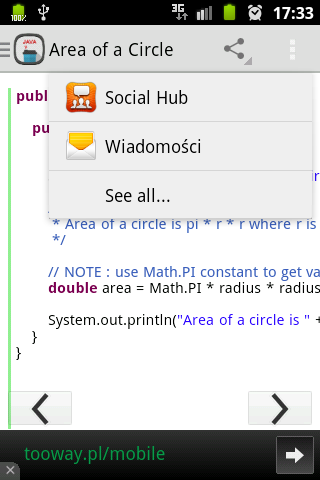 100%
3G
17:33
JAVA
Area of a Circle
publ
Social Hub
pu
Wiadomości
ir
See all...
* Area of a circle is pi * r * r where r is
*/
// NOTE : use Math.PI constant to get va
double area = Math.PI * radius * radius
System.out.println("Area of a circle is " +
}
}
tooway.pl/mobile